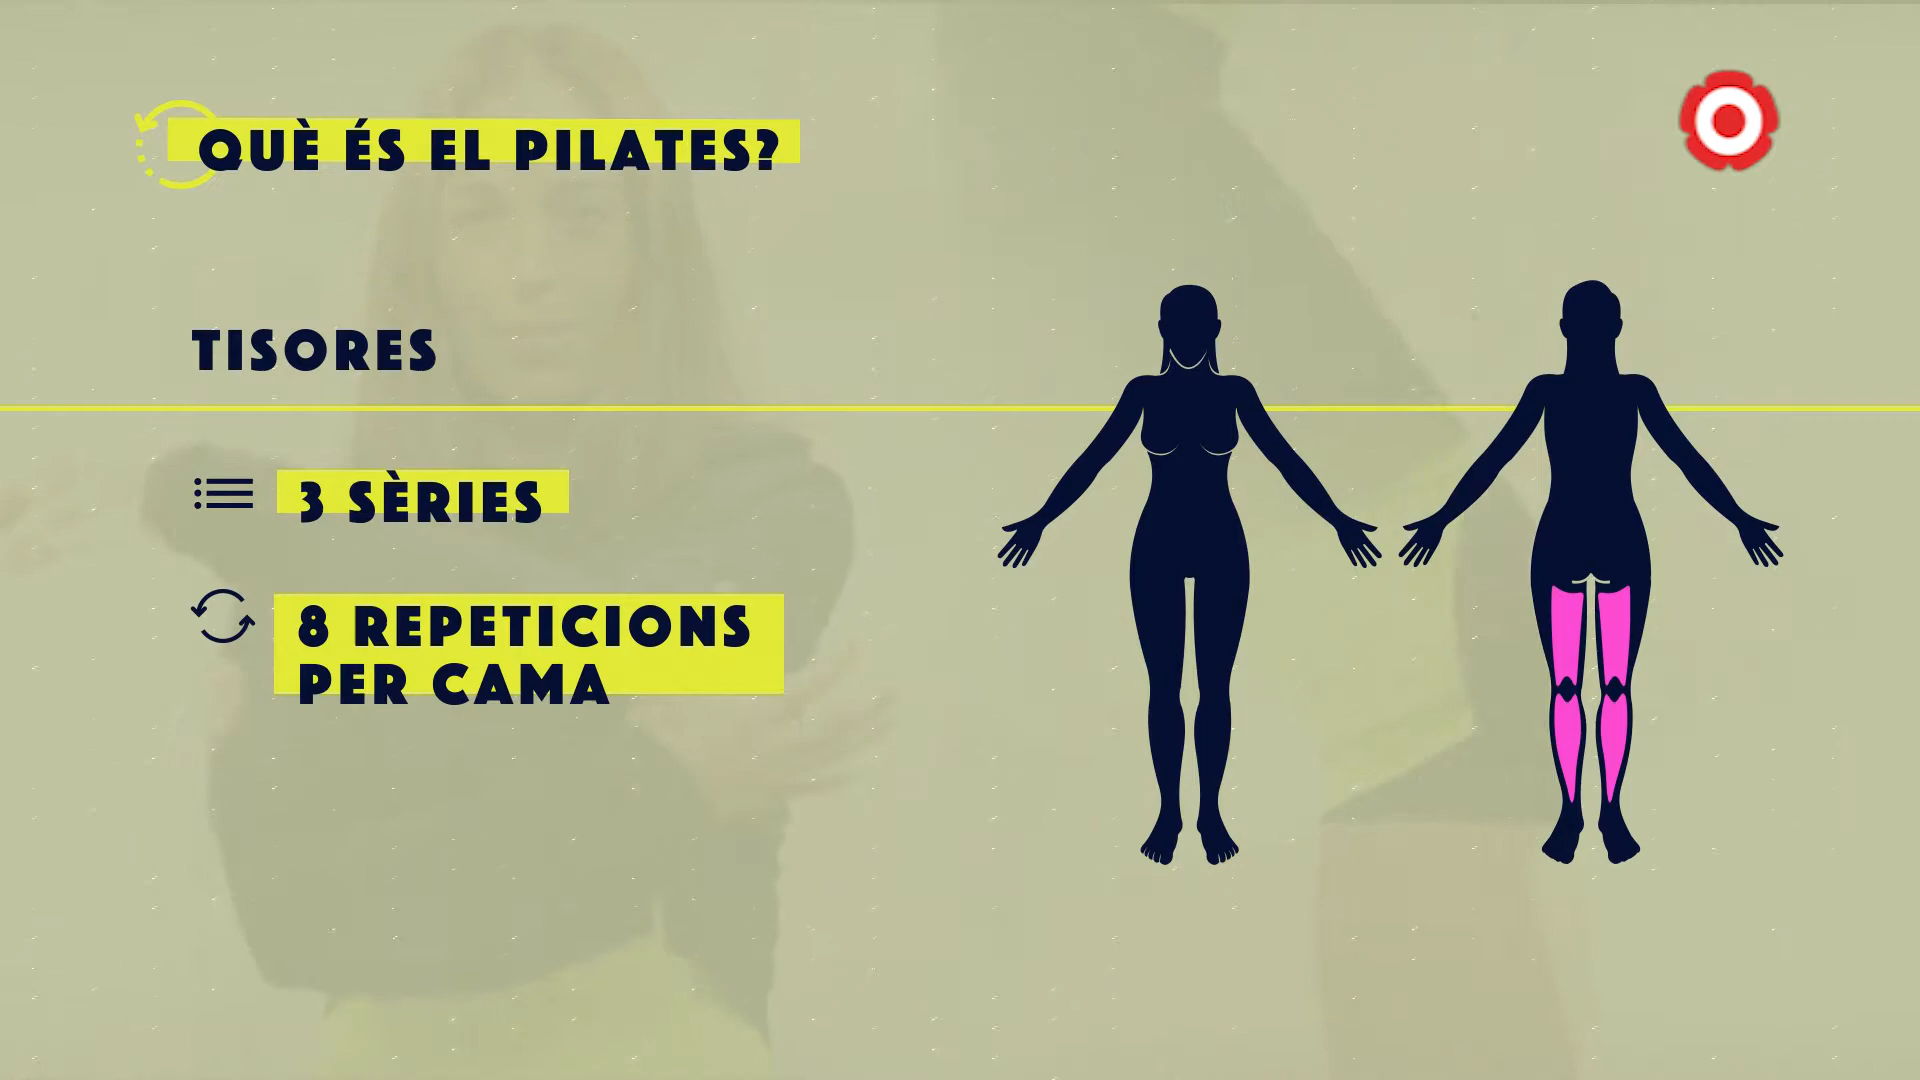 QUÈ ÉS EL PILATES?
TISORES
3 SÈRIES
8 REPETICIONS
PER CAMA